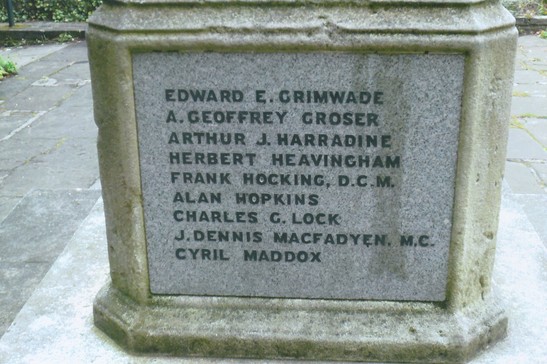 EDWARD E. GRIMWADE
A. GEOFFREY GROSER
ARTHUR J. HARRADINE
HERBERT HEAVINGHAM
FRANK HOCKING, D.C.M.
ALAN HOPKINS
CHARLES G. LOCK
J. DENNIS MACFADYEN. M.C.
CYRIL MADDOX